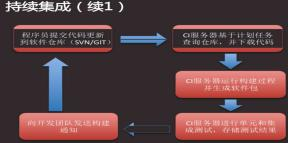 持续集成（续1）
程序员提交代码更新
到软件仓库（SVN/GIT）
CI服务器基于计划任务
查询仓库，并下载代码
CI服务器运行构建过程
并生成软件包
CI服务器进行单元和集
成测试，存储测试结果
向开发团队发送构建
通知